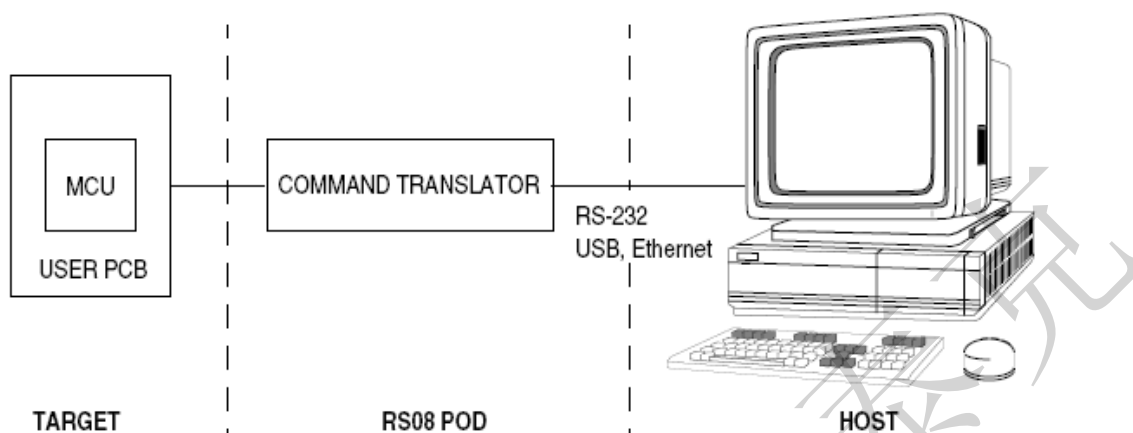 MCU
USER PCB
COMMAND TRANSLATOR
RS-232
USB, Ethernet
TARGET
RS08 POD
HOST